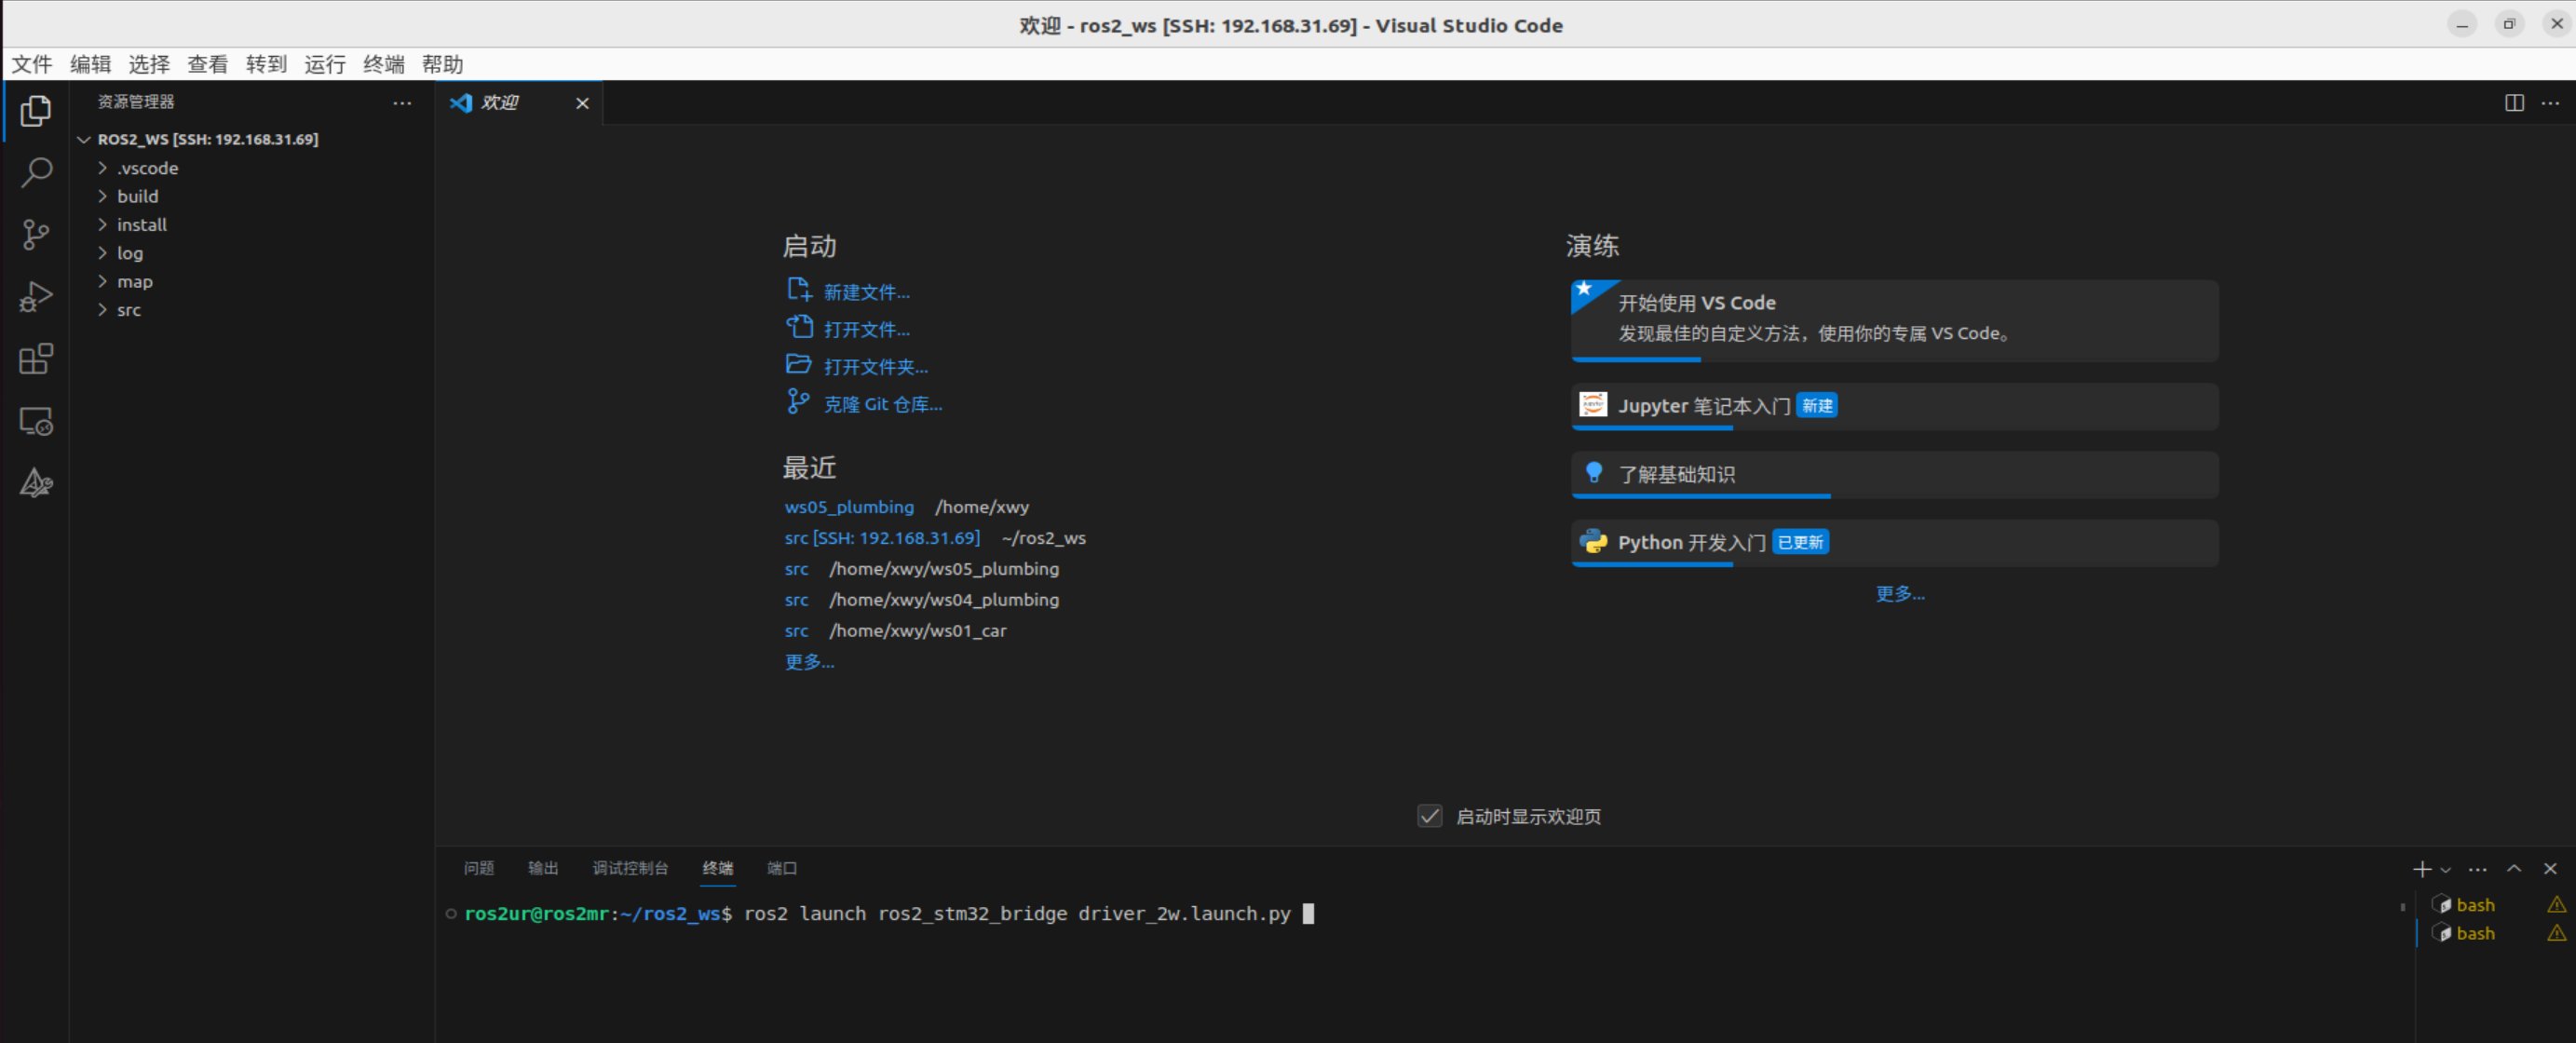 欢迎 - ros2_ws [SSH: 192.168.31.69] - Visual Studio Code
文件 编辑 选择 查看 转到 运行 终端 帮助
资源管理器
ROS2_WS [SSH: 192.168.31.69]
.vscode
build
install
log
map
src
欢迎
启动
新建文件...
打开文件...
打开文件夹...
克隆 Git 仓库...
最近
ws05_plumbing /home/xwy
src [SSH: 192.168.31.69] ~/ros2_ws
src /home/xwy/ws05_plumbing
src /home/xwy/ws04_plumbing
src /home/xwy/ws01_car
更多...
演练
开始使用 VS Code
发现最佳的自定义方法，使用你的专属 VS Code。
Jupyter 笔记本入门 新建
了解基础知识
Python 开发入门 已更新
更多...
启动时显示欢迎页
问题 输出 调试控制台 终端 端口
ros2ur@ros2mr:~/ros2_ws$ ros2 launch ros2_stm32_bridge driver_2w.launch.py
bash
bash